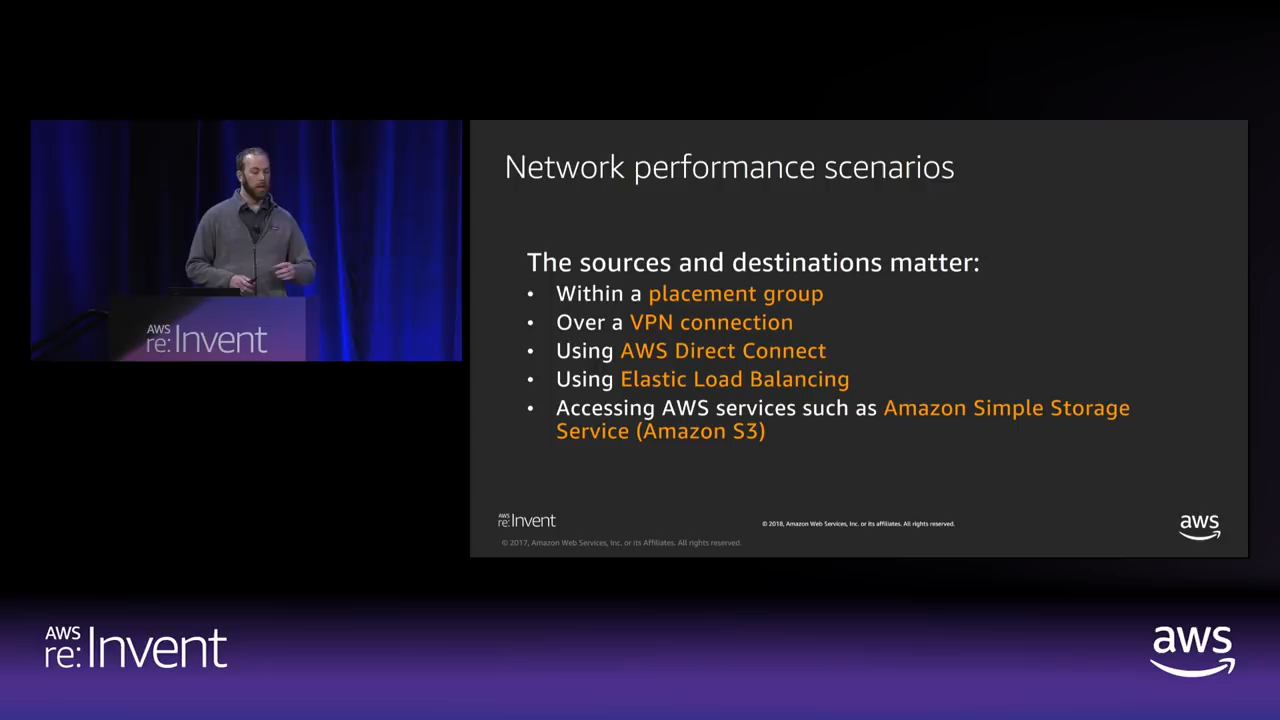 Network performance scenarios
The sources and destinations matter:
• Within a placement group
• Over a VPN connection
• Using AWS Direct Connect
• Using Elastic Load Balancing
• Accessing AWS services such as Amazon Simple Storage
Service (Amazon S3)
AWS
re:Invent
AWS
re:Invent
© 2018, Amazon Web Services, Inc. or its affiliates. All rights reserved.
aws
© 2017, Amazon Web Services, Inc. or its Affiliates. All rights reserved.
AWS
re:Invent
aws